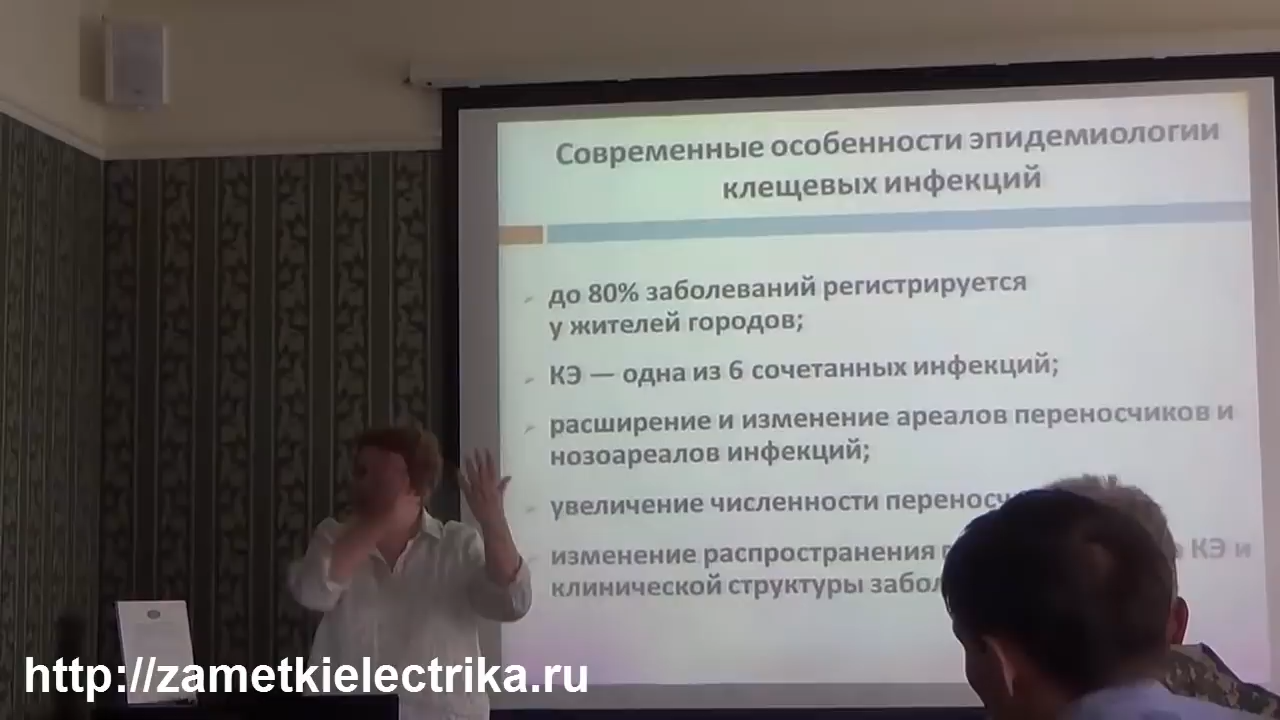 Современные особенности эпидемиологии
клещевых инфекций
до 80% заболеваний регистрируется
у жителей городов;
КЭ — одна из 6 сочетанных инфекций;
расширение и изменение ареалов переносчиков и
нозоареалов инфекций;
увеличение численности
изменение распространения КЭ и
клинической структуры
http://zametkielectrika.ru